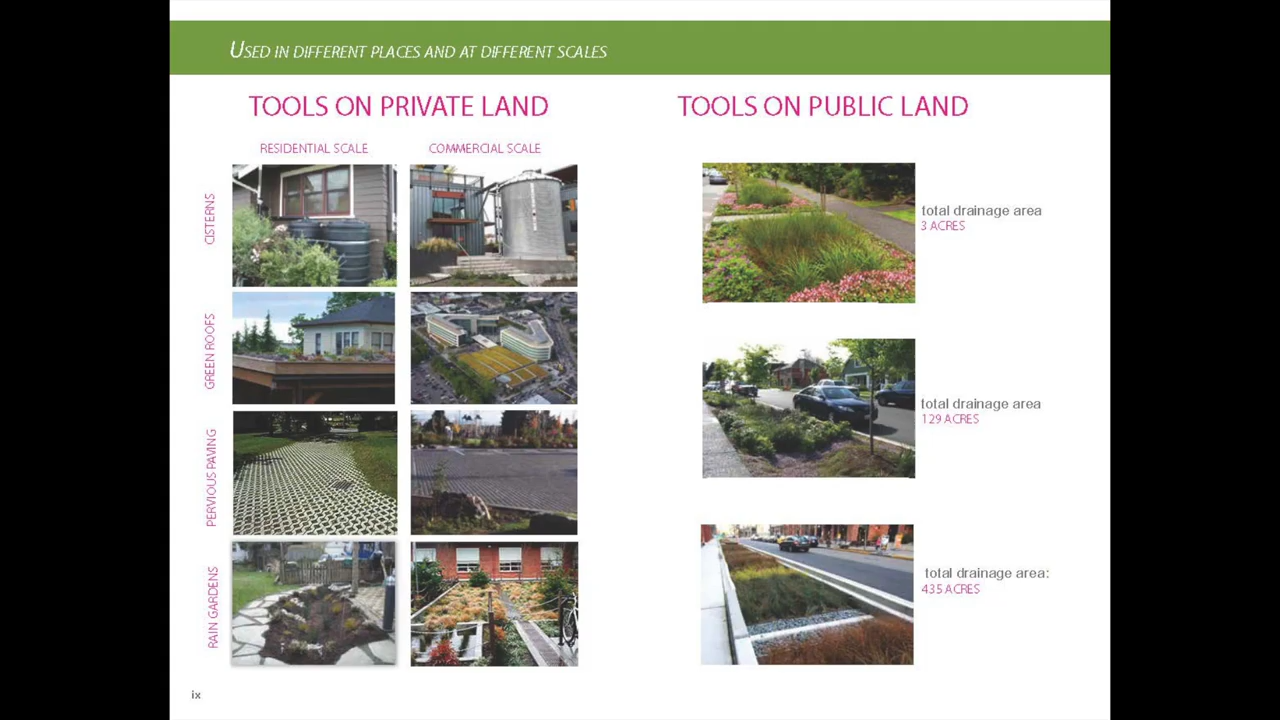 USED IN DIFFERENT PLACES AND AT DIFFERENT SCALES
TOOLS ON PRIVATE LAND
RESIDENTIAL SCALE
COMMERCIAL SCALE
CISTERNS
GREEN ROOFS
PERVIOUS PAVING
RAIN GARDENS
TOOLS ON PUBLIC LAND
total drainage area
3 ACRES
total drainage area
129 ACRES
total drainage area:
435 ACRES
ix